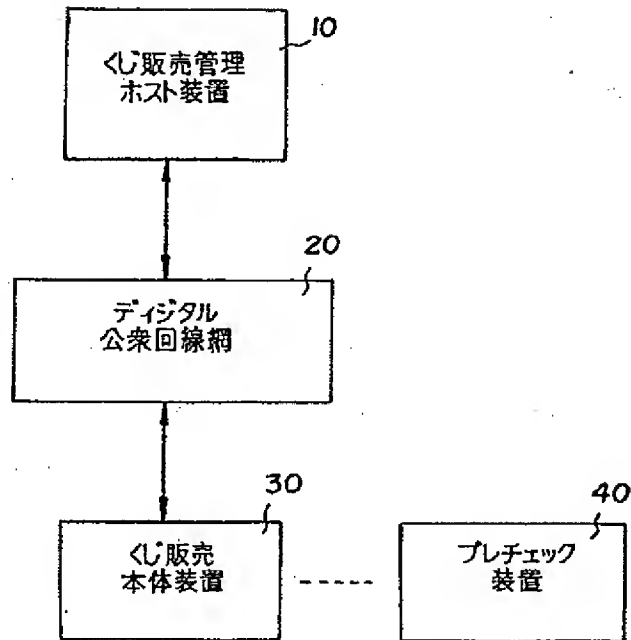 10
くじ販売管理
ホスト装置
20
ディジタル
公衆回線網
30
くじ販売
本体装置
40
プレチェック
装置